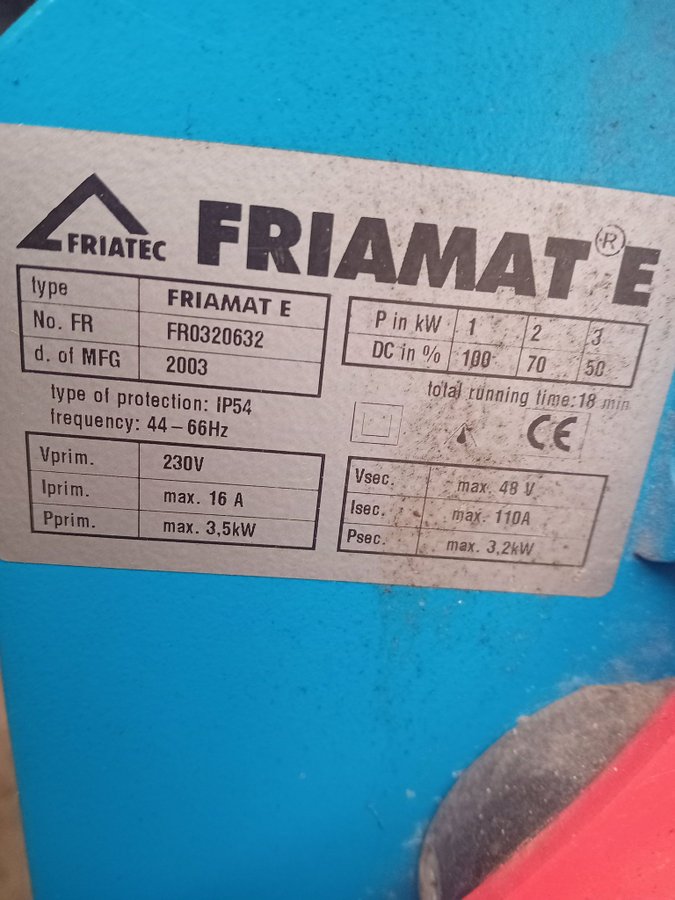 FRIATEC
FRIAMAT® E
type FRIAMAT E
No. FR FR0320632
d. of MFG 2003
P in kW 1 2 3
DC in % 100 70 50
total running time: 18 min
type of protection: IP54
frequency: 44–66Hz
CE
Vprim. 230V
Iprim. max. 16 A
Pprim. max. 3,5kW
Vsec. max. 48 V
Isec. max. 110A
Psec. max. 3,2kW